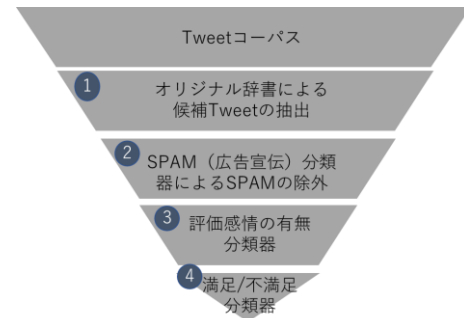 Tweetコーパス
1 オリジナル辞書による
候補Tweetの抽出
2 SPAM（広告宣伝）分類
器によるSPAMの除外
3 評価感情の有無
分類器
4 満足/不満足
分類器